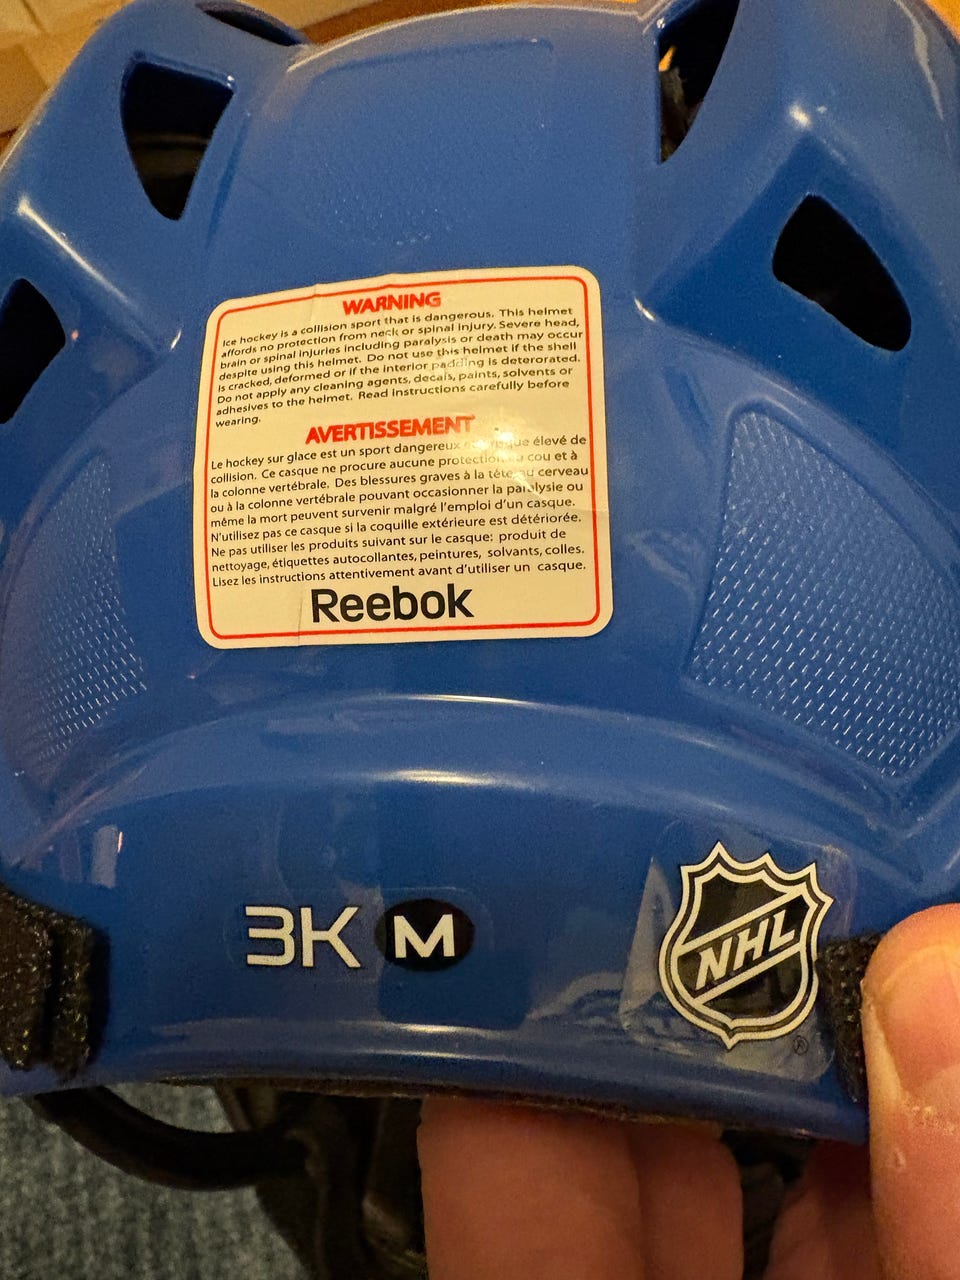 WARNING
Ice hockey is a collision sport that is dangerous. This helmet
affords no protection from neck or spinal injury. Severe head,
brain or spinal injuries including paralysis or death may occur
despite using this helmet. Do not use this helmet if the shell
is cracked, deformed or if the interior padding is deterorated.
Do not apply any cleaning agents, decals, paints, solvents or
adhesives to the helmet. Read instructions carefully before
wearing.
AVERTISSEMENT
Le hockey sur glace est un sport dangereux élevé de
collision. Ce casque ne procure aucune protection cou et à
la colonne vertébrale. Des blessures graves à la tête au cerveau
ou à la colonne vertébrale pouvant occasionner la paralysie ou
même la mort peuvent survenir malgré l'emploi d'un casque.
N'utilisez pas ce casque si la coquille extérieure est détériorée.
Ne pas utiliser les produits suivant sur le casque: produit de
nettoyage, étiquettes autocollantes, peintures, solvants, colles.
Lisez les instructions attentivement avant d'utiliser un casque.
Reebok
3K M
NHL
®